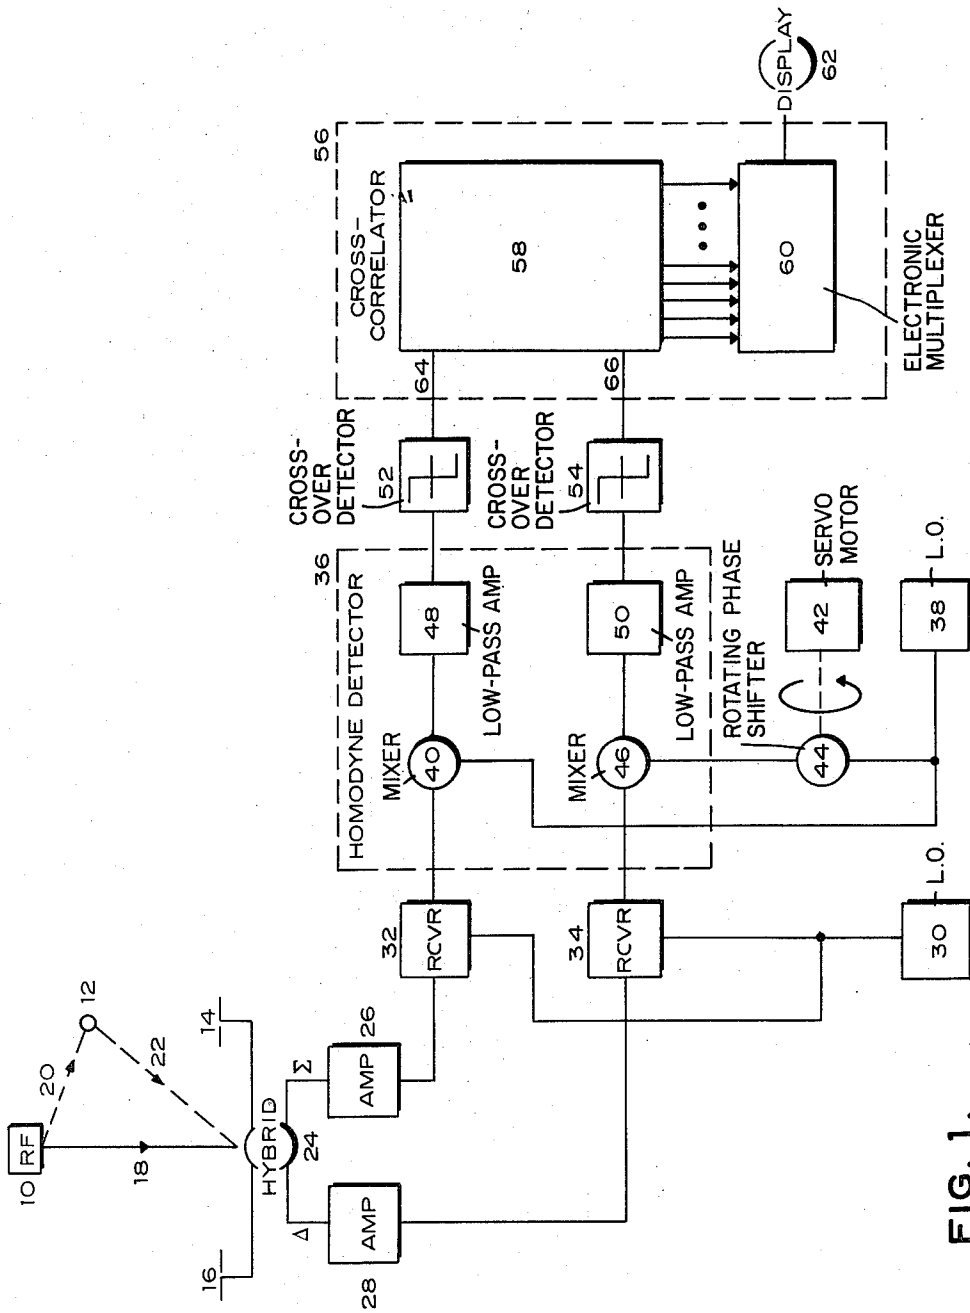 10
RF
20
12
22
18
16
14
HYBRID
24
Δ
Σ
AMP
28
AMP
26
32
RCVR
34
RCVR
30
L.O.
HOMODYNE DETECTOR
36
MIXER
40
48
LOW-PASS AMP
MIXER
46
50
LOW-PASS AMP
ROTATING PHASE
SHIFTER
44
42
SERVO
MOTOR
38
L.O.
CROSS-
OVER
DETECTOR
52
CROSS-
OVER
DETECTOR
54
56
CROSS-
CORRELATOR
64
66
58
60
ELECTRONIC
MULTIPLEXER
DISPLAY
62
FIG. 1.